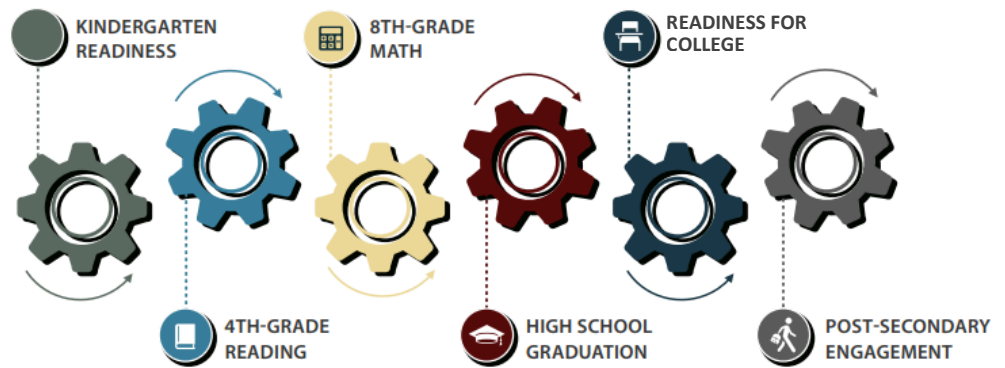 KINDERGARTEN
READINESS
8TH-GRADE
MATH
READINESS FOR
COLLEGE
4TH-GRADE
READING
HIGH SCHOOL
GRADUATION
POST-SECONDARY
ENGAGEMENT